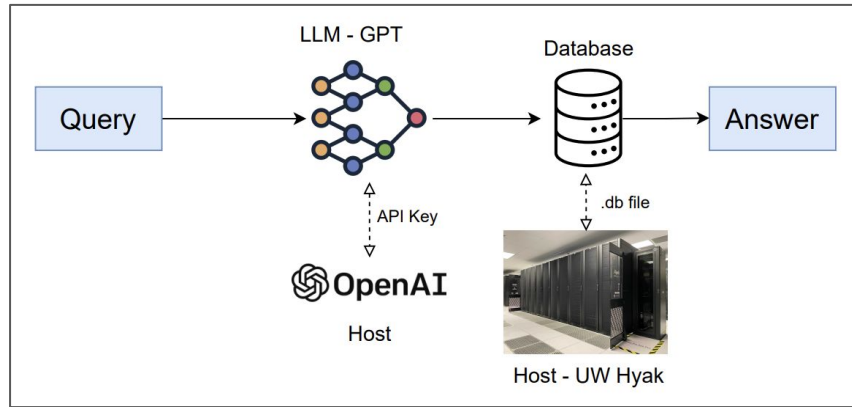 LLM - GPT
Database
Query
Answer
API Key
.db file
OpenAI
Host
Host - UW Hyak